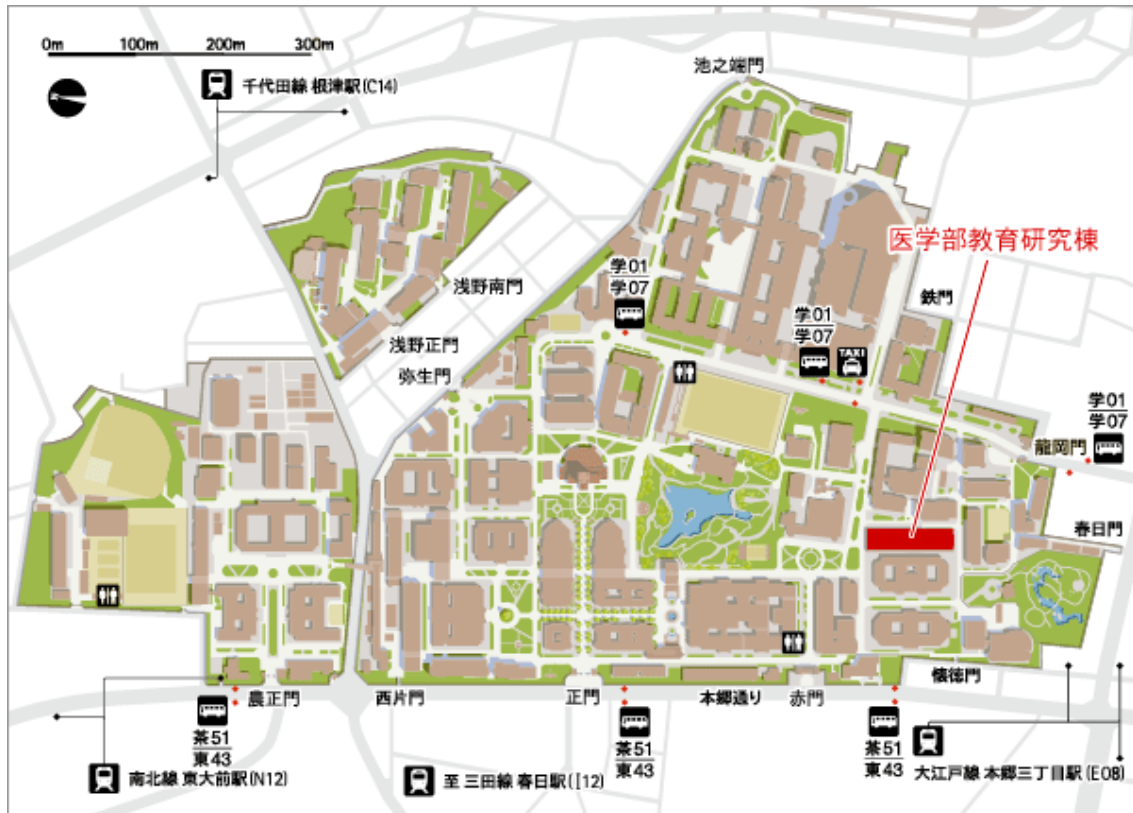 0m 100m 200m 300m
千代田線 根津駅(C14)
池之端門
医学部教育研究棟
学01
学07
浅野南門
学01
学07
TAXI
鉄門
浅野正門
弥生門
学01
学07
龍岡門
春日門
懐徳門
農正門
西片門
正門
本郷通り
赤門
茶51
東43
茶51
東43
茶51
東43
南北線 東大前駅(N12)
至 三田線 春日駅([12)
大江戸線 本郷三丁目駅(E08)